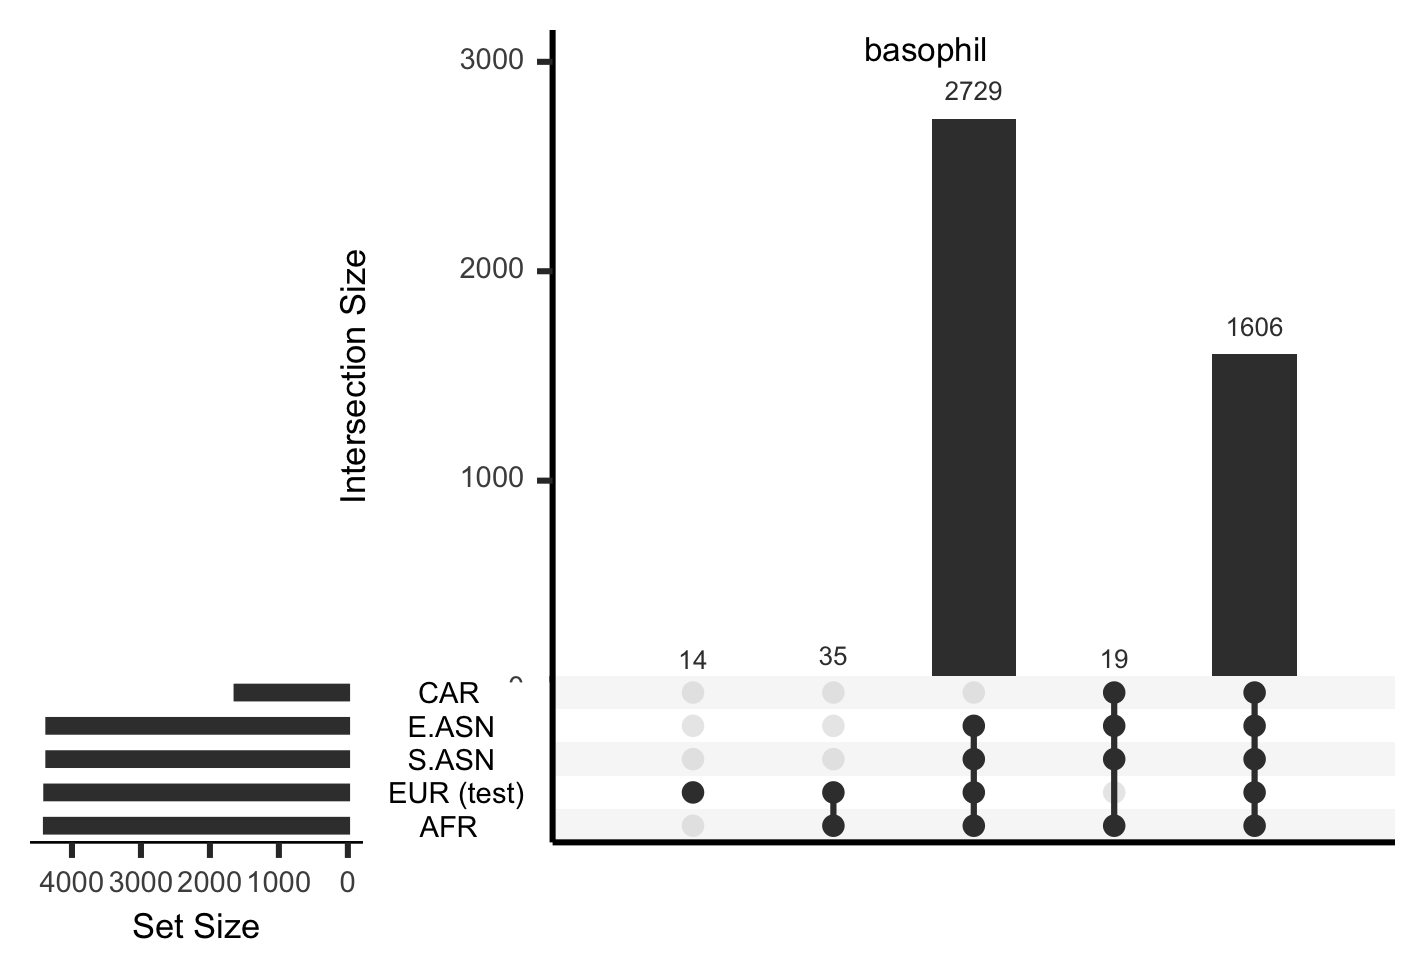 basophil
3000
2729
2000
Intersection Size
1606
1000
14
35
19
0
CAR
E.ASN
S.ASN
EUR (test)
AFR
4000 3000 2000 1000 0
Set Size